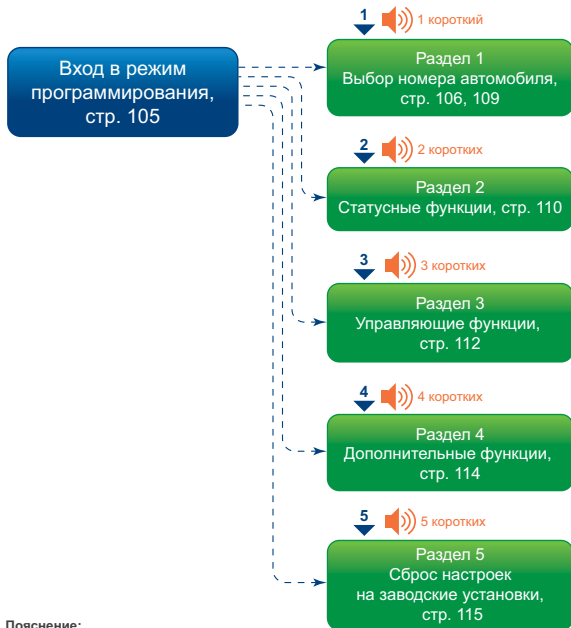 Вход в режим
программирования,
стр. 105
1
1 короткий
Раздел 1
Выбор номера автомобиля,
стр. 106, 109
2
2 коротких
Раздел 2
Статусные функции, стр. 110
3
3 коротких
Раздел 3
Управляющие функции,
стр. 112
4
4 коротких
Раздел 4
Дополнительные функции,
стр. 114
5
5 коротких
Раздел 5
Сброс настроек
на заводские установки,
стр. 115
Пояснение: